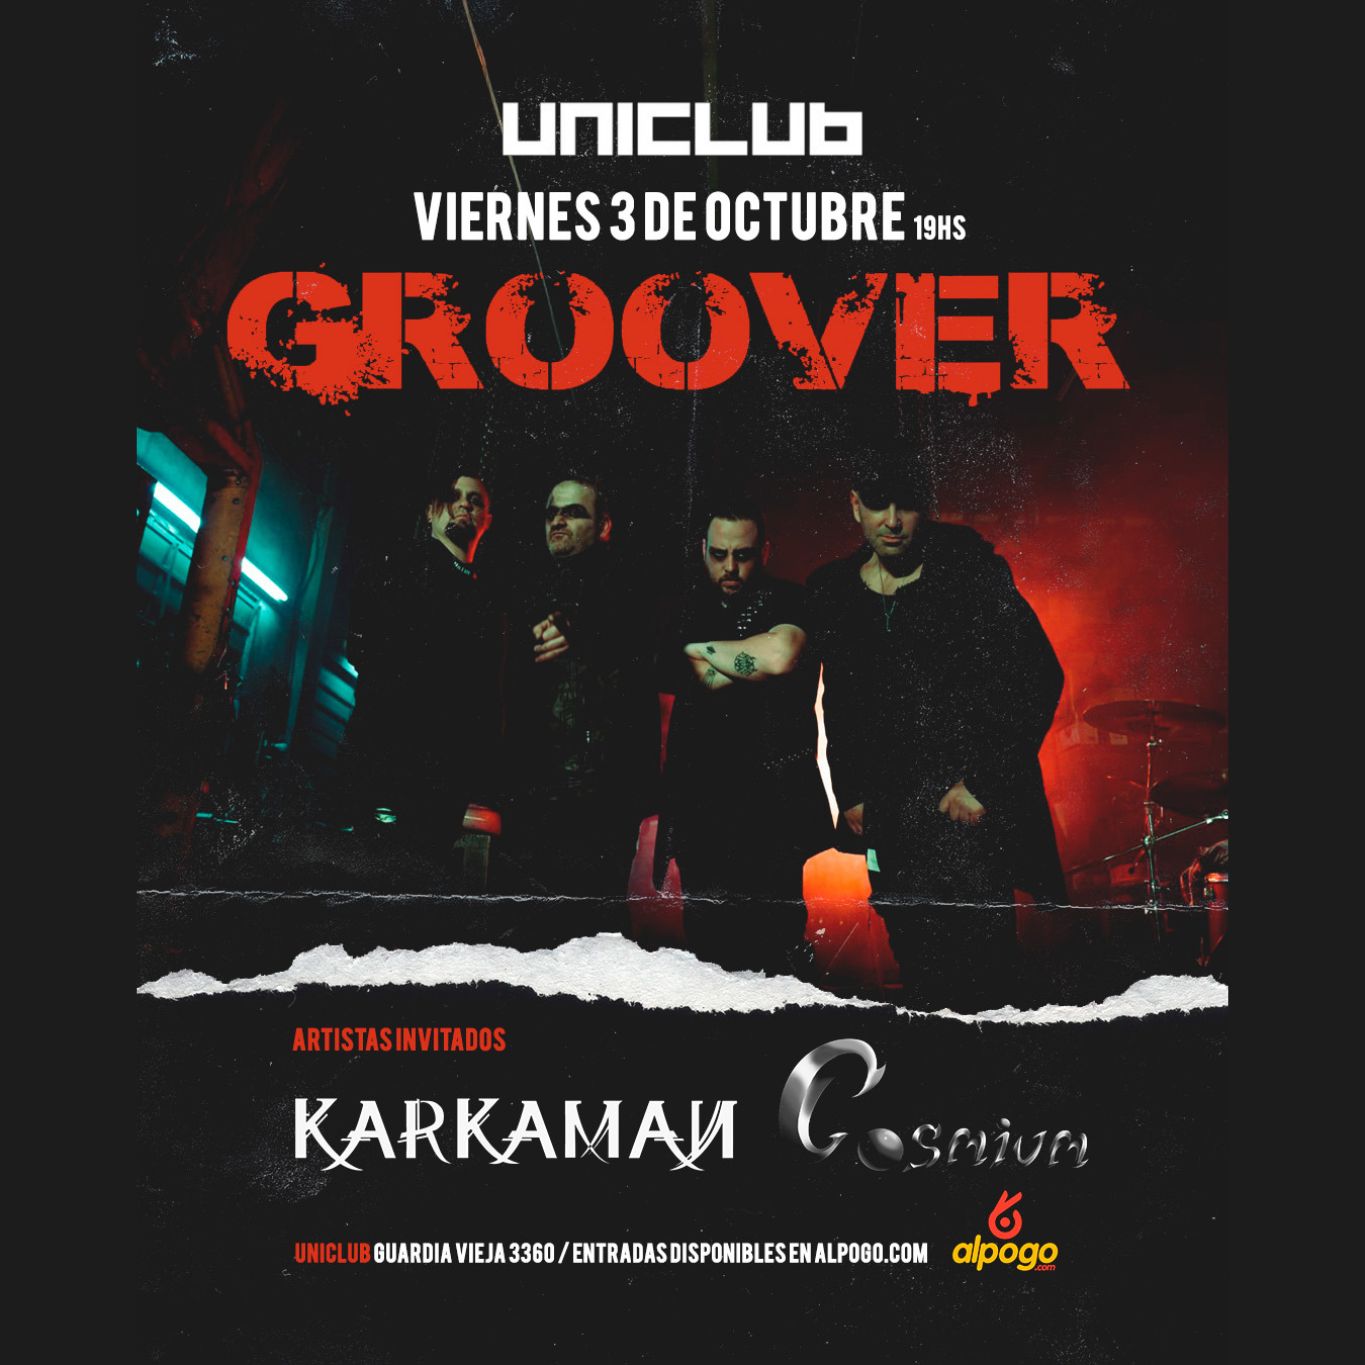 UNICLUB
VIERNES 3 DE OCTUBRE 19HS
GROOVER
ARTISTAS INVITADOS
KARKAMAN
Cosmium
UNICLUB GUARDIA VIEJA 3360 / ENTRADAS DISPONIBLES EN ALPOGO.COM
alpogo.com